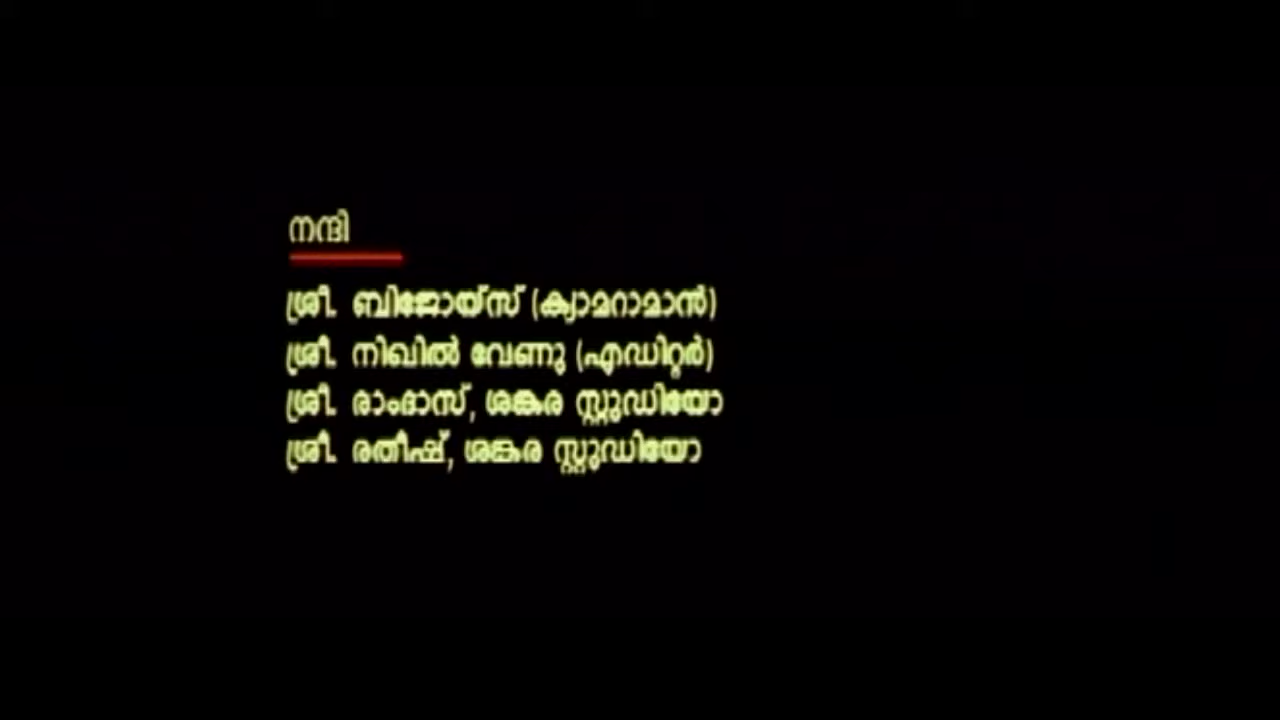 നന്ദി
ശ്രീ. ബിജോയ്സ് (ക്യാമറാമാൻ)
ശ്രീ. നിഖിൽ വേണു (എഡിറ്റർ)
ശ്രീ. രാംദാസ്, ശങ്കര സ്റ്റുഡിയോ
ശ്രീ. രതീഷ്, ശങ്കര സ്റ്റുഡിയോ